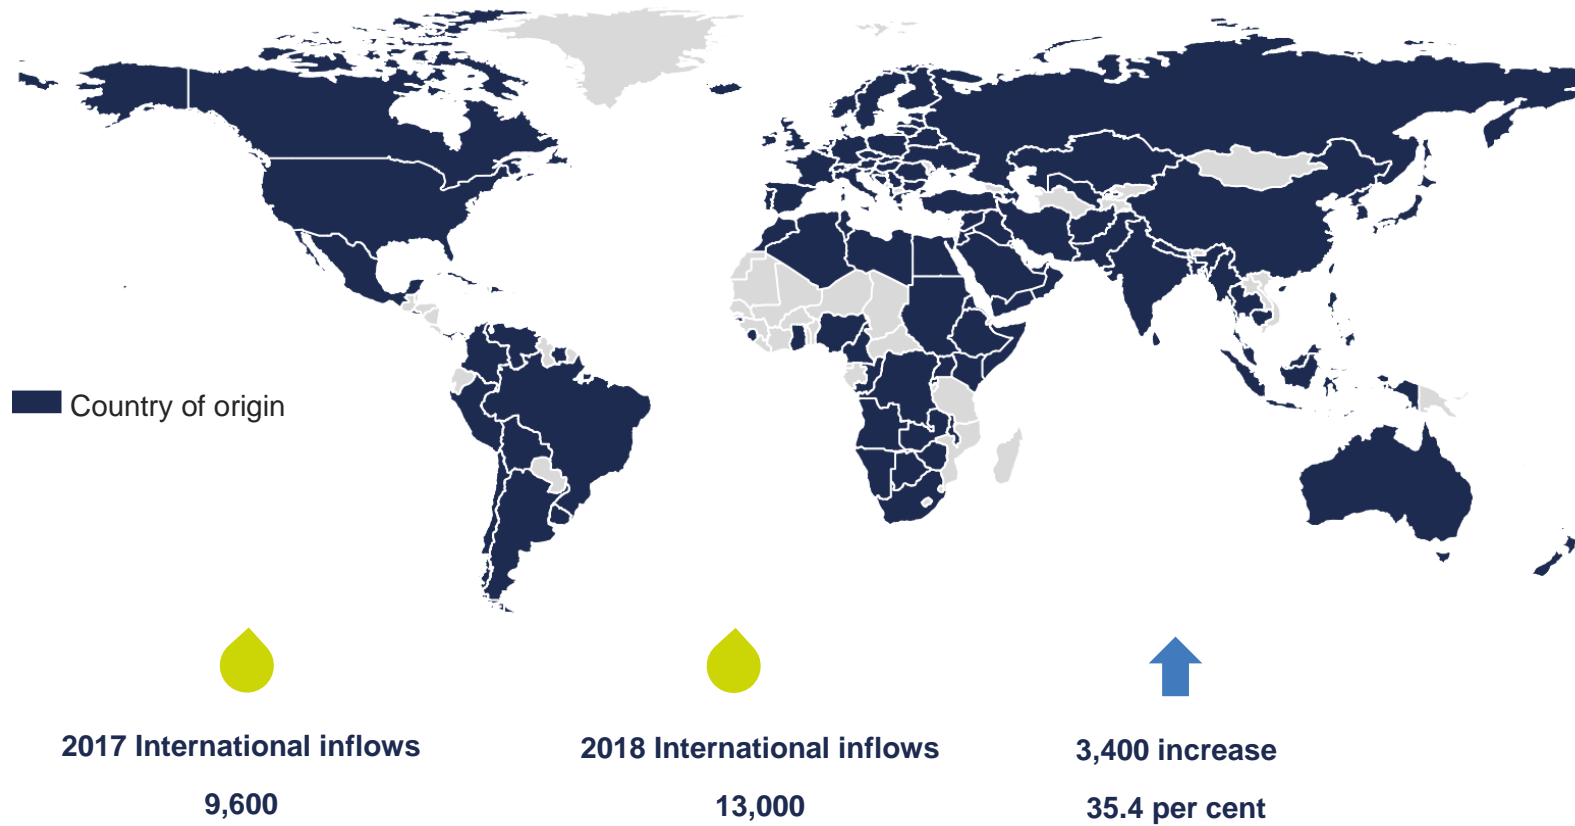 Country of origin
2017 International inflows
9,600
2018 International inflows
13,000
3,400 increase
35.4 per cent